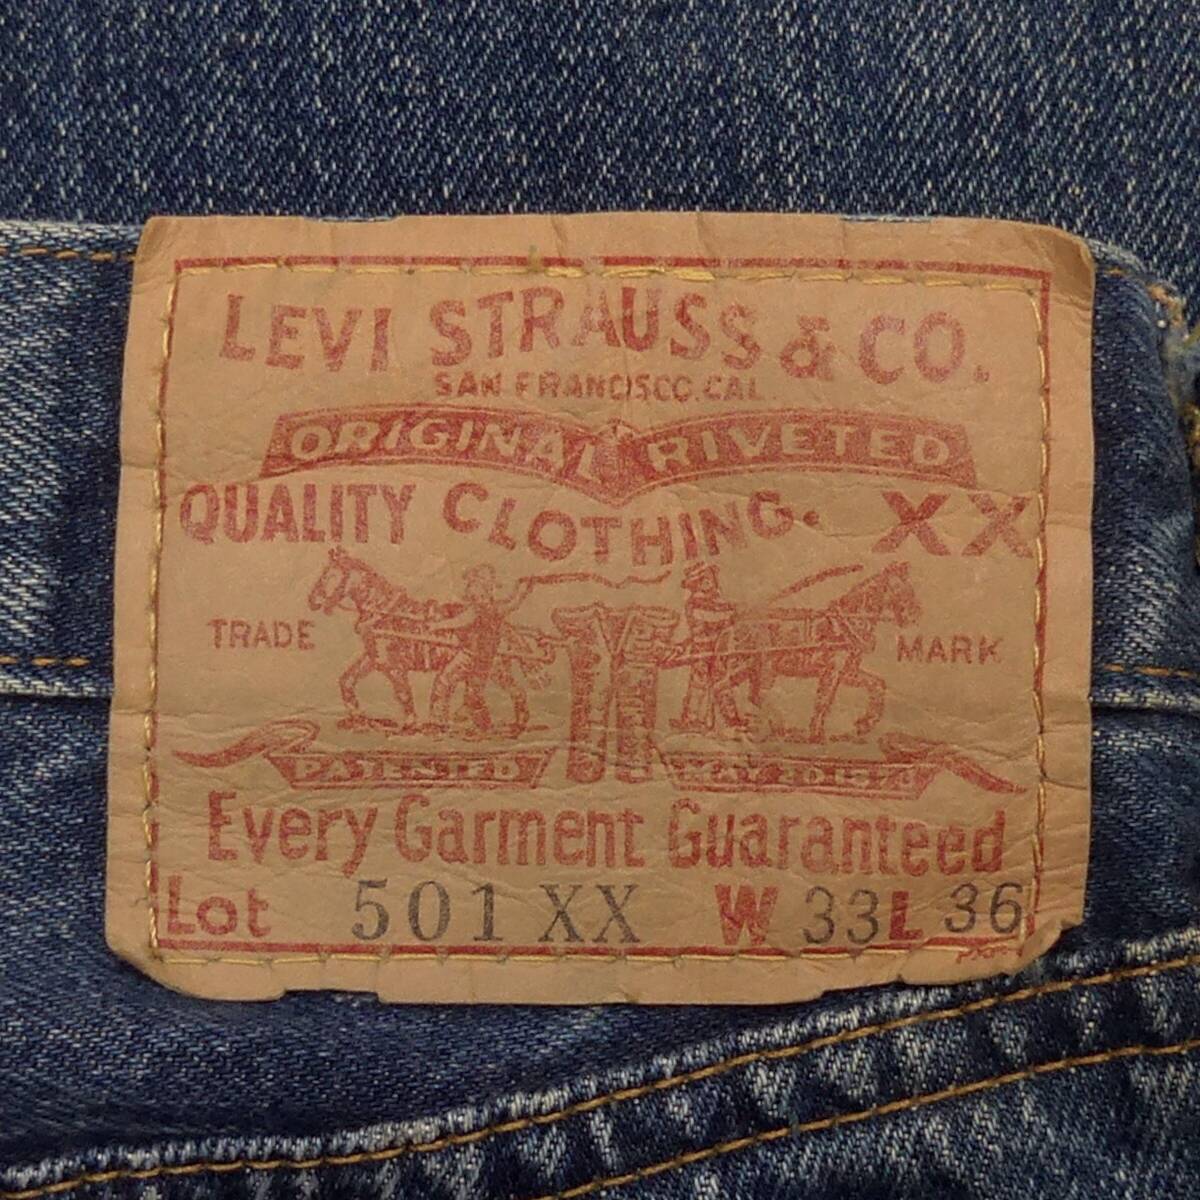 LEVI STRAUSS & CO.
SAN FRANCISCO, CAL.
ORIGINAL RIVETED
QUALITY CLOTHING. XX
TRADE MARK
PATENTED MAY 20 1873
Every Garment Guaranteed
Lot 501 XX W 33 L 36